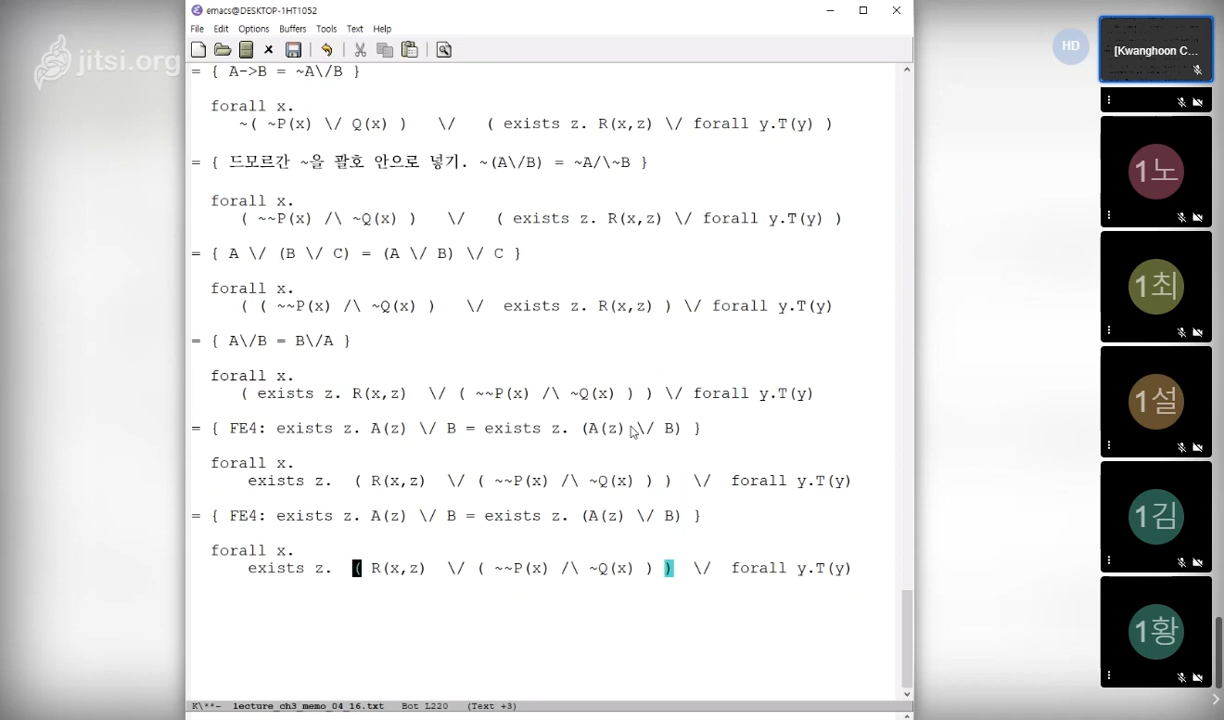 emacs@DESKTOP-1HT1052
File Edit Options Buffers Tools Text Help
jitsi.org
= { A->B = ~A\/B }
forall x.
~( ~P(x) \/ Q(x) ) \/ ( exists z. R(x,z) \/ forall y.T(y) )
= { 드모르간 ~을 괄호 안으로 넣기. ~(A\/B) = ~A/\~B }
forall x.
( ~~P(x) /\ ~Q(x) ) \/ ( exists z. R(x,z) \/ forall y.T(y) )
= { A \/ (B \/ C) = (A \/ B) \/ C }
forall x.
( ( ~~P(x) /\ ~Q(x) ) \/ exists z. R(x,z) ) \/ forall y.T(y)
= { A\/B = B\/A }
forall x.
( exists z. R(x,z) \/ ( ~~P(x) /\ ~Q(x) ) ) \/ forall y.T(y)
= { FE4: exists z. A(z) \/ B = exists z. (A(z) \/ B) }
forall x.
exists z. ( R(x,z) \/ ( ~~P(x) /\ ~Q(x) ) ) \/ forall y.T(y)
= { FE4: exists z. A(z) \/ B = exists z. (A(z) \/ B) }
forall x.
exists z. ( R(x,z) \/ ( ~~P(x) /\ ~Q(x) ) ) \/ forall y.T(y)
K\**- lecture_ch3_memo_04_16.txt Bot L220 (Text +3)
HD
[Kwanghoon C...
1노
1최
1설
1김
1황